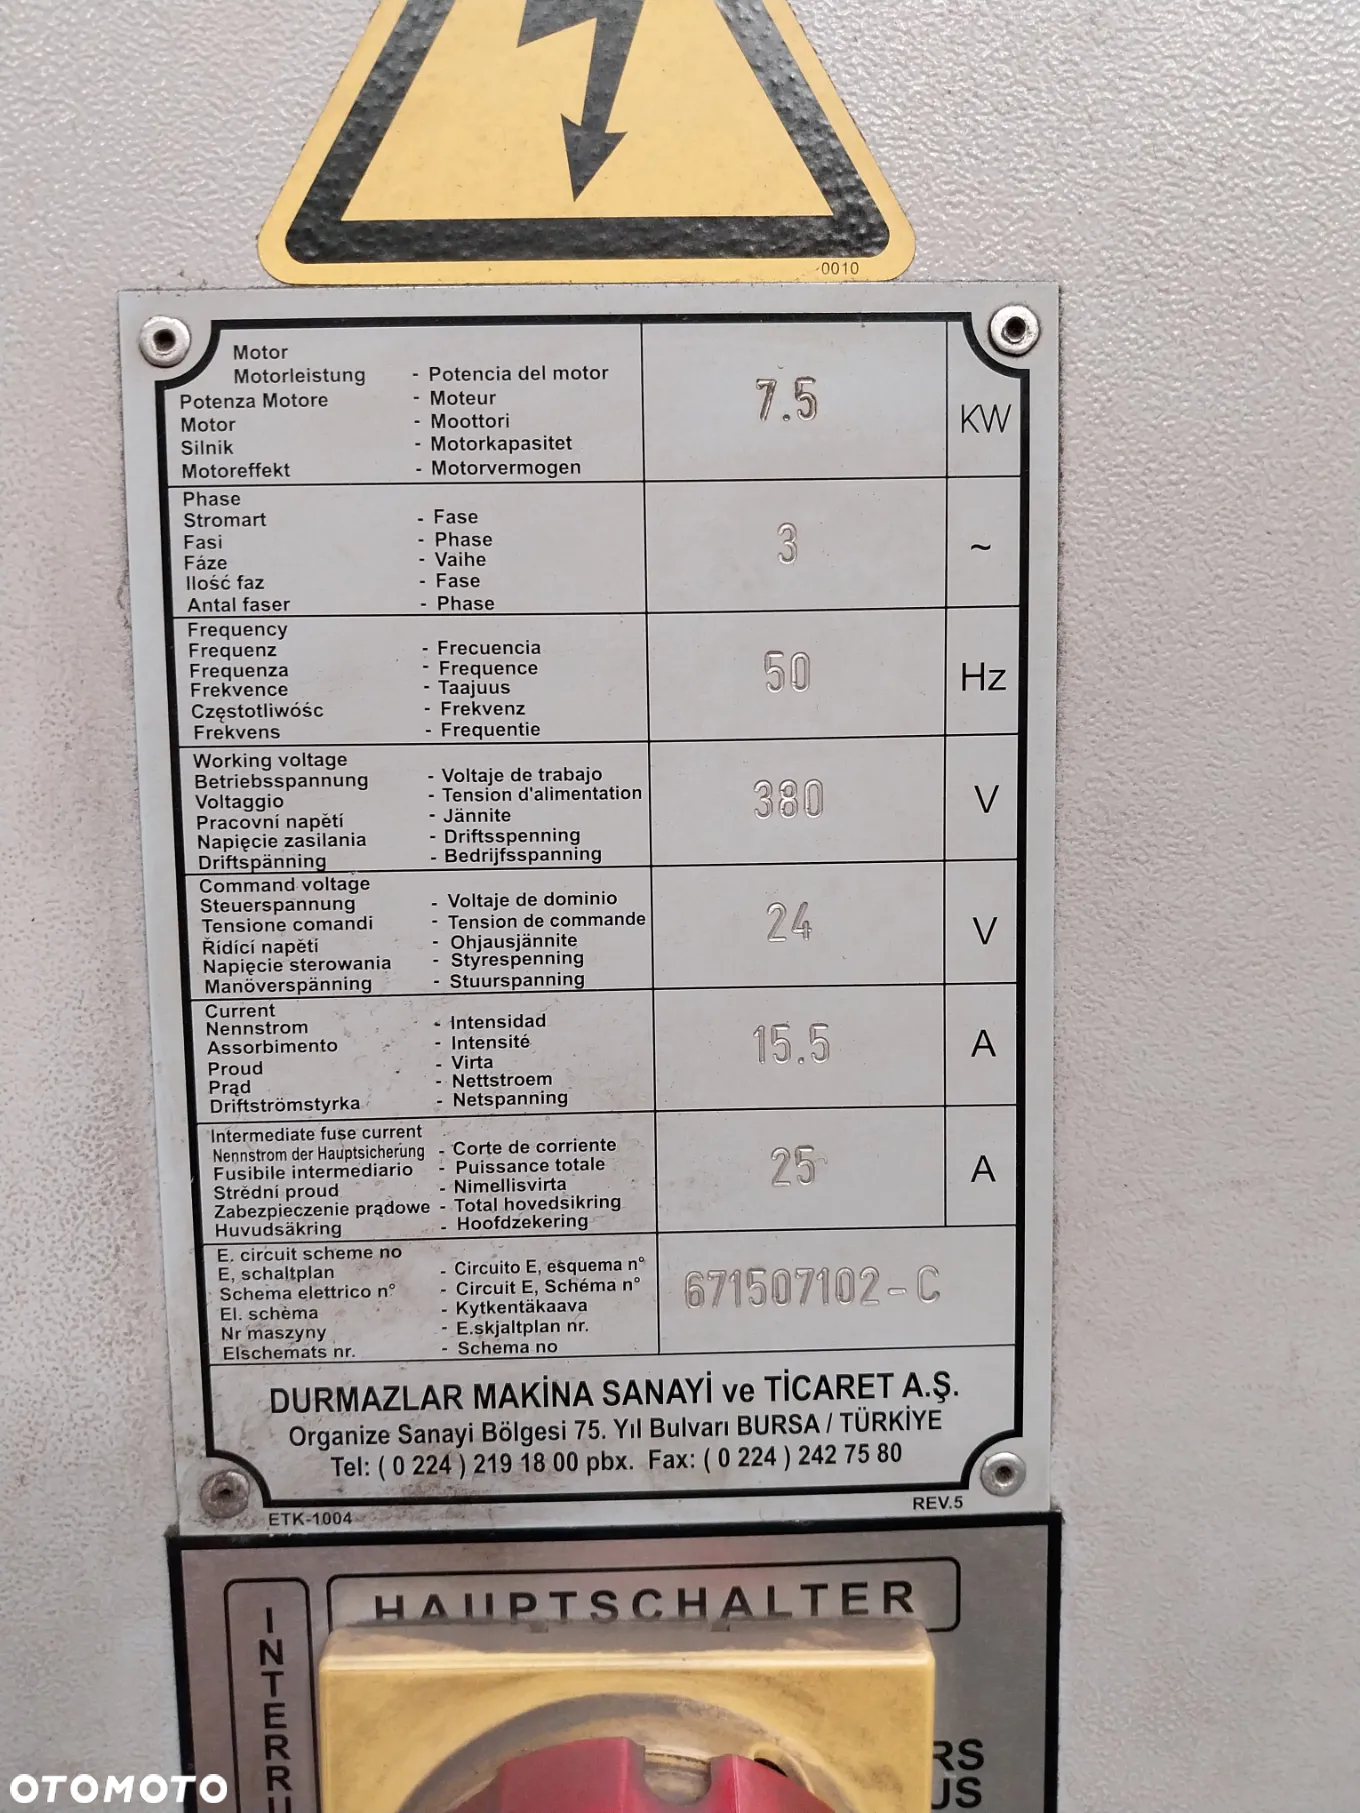 0010
Motor
Motorleistung - Potencia del motor
Potenza Motore - Moteur
Motor - Moottori
Silnik - Motorkapasitet
Motoreffekt - Motorvermogen
7.5
KW
Phase
Stromart - Fase
Fasi - Phase
Fáze - Vaihe
Ilość faz - Fase
Antal faser - Phase
3
~
Frequency
Frequenz - Frecuencia
Frequenza - Frequence
Frekvence - Taajuus
Częstotliwóśc - Frekvenz
Frekvens - Frequentie
50
Hz
Working voltage
Betriebsspannung - Voltaje de trabajo
Voltaggio - Tension d'alimentation
Pracovní napětí - Jännite
Napięcie zasilania - Driftsspenning
Driftspänning - Bedrijfsspanning
380
V
Command voltage
Steuerspannung - Voltaje de dominio
Tensione comandi - Tension de commande
Řídící napětí - Ohjausjännite
Napięcie sterowania - Styrespenning
Manöverspänning - Stuurspanning
24
V
Current
Nennstrom - Intensidad
Assorbimento - Intensité
Proud - Virta
Prąd - Nettstroem
Driftströmstyrka - Netspanning
15.5
A
Intermediate fuse current
Nennstrom der Hauptsicherung - Corte de corriente
Fusibile intermediario - Puissance totale
Strědní proud - Nimellisvirta
Zabezpieczenie prądowe - Total hovedsikring
Huvudsäkring - Hoofdzekering
25
A
E. circuit scheme no
E, schaltplan - Circuito E, esquema n°
Schema elettrico n° - Circuit E, Schéma n°
El. schèma - Kytkentäkaava
Nr maszyny - E.skjaltplan nr.
Elschemats nr. - Schema no
671507102-C
DURMAZLAR MAKİNA SANAYİ ve TİCARET A.Ş.
Organize Sanayi Bölgesi 75. Yıl Bulvarı BURSA / TÜRKİYE
Tel: ( 0 224 ) 219 18 00 pbx. Fax: ( 0 224 ) 242 75 80
ETK-1004
REV.5
HAUPTSCHALTER
INTERRU
RS
US
OTOMOTO